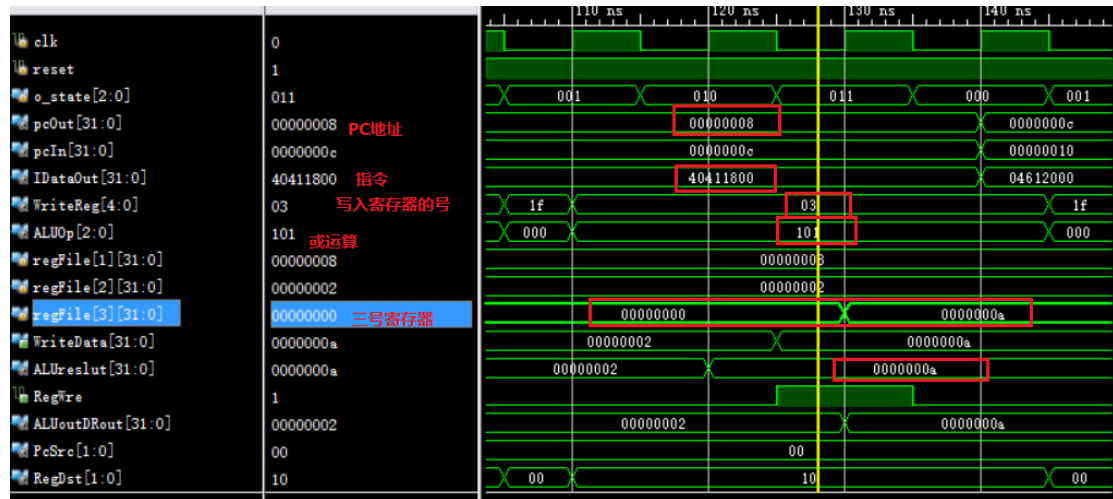 110 ns 120 ns 130 ns 140 ns
clk 0
reset 1
o_state[2:0] 011 001 010 011 000 001
pcOut[31:0] 00000008 PC地址 00000008 0000000c
pcIn[31:0] 0000000c 0000000c 00000010
IDataOut[31:0] 40411800 指令 40411800 04612000
WriteReg[4:0] 03 写入寄存器的号 1f 03 1f
ALUOp[2:0] 101 或运算 000 101 000
regFile[1][31:0] 00000008 00000008
regFile[2][31:0] 00000002 00000002
regFile[3][31:0] 00000000 三号寄存器 00000000 0000000a
WriteData[31:0] 0000000a 00000002 0000000a
ALUreslut[31:0] 0000000a 00000002 0000000a
RegWre 1
ALUoutDRout[31:0] 00000002 00000002 0000000a
PcSrc[1:0] 00 00
RegDst[1:0] 10 00 10 00